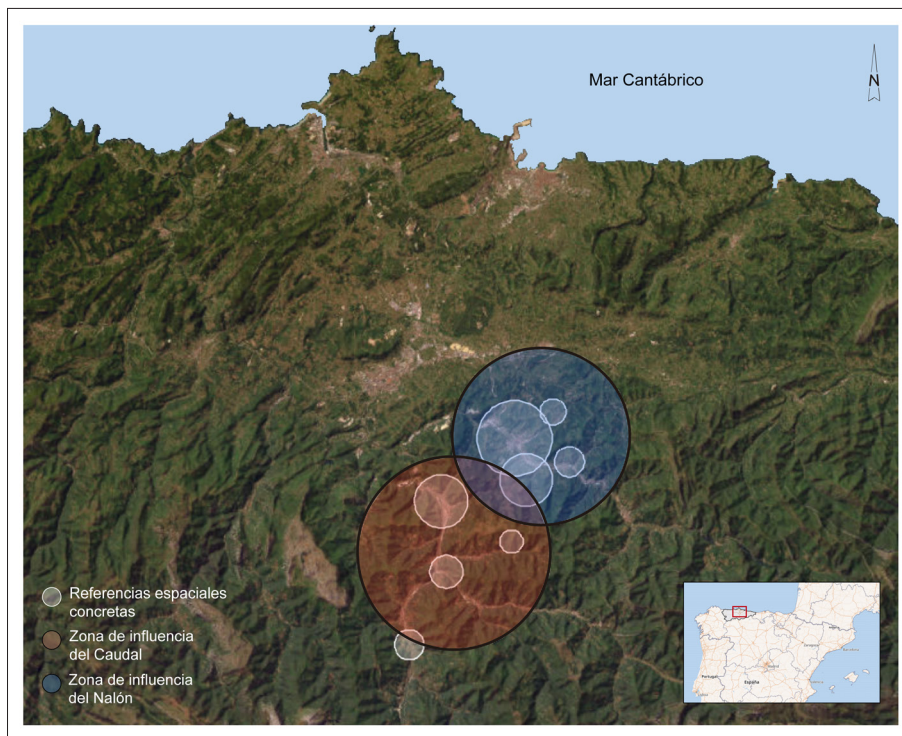 Mar Cantábrico
N
Referencias espaciales
concretas
Zona de influencia
del Caudal
Zona de influencia
del Nalón
Portugal
España